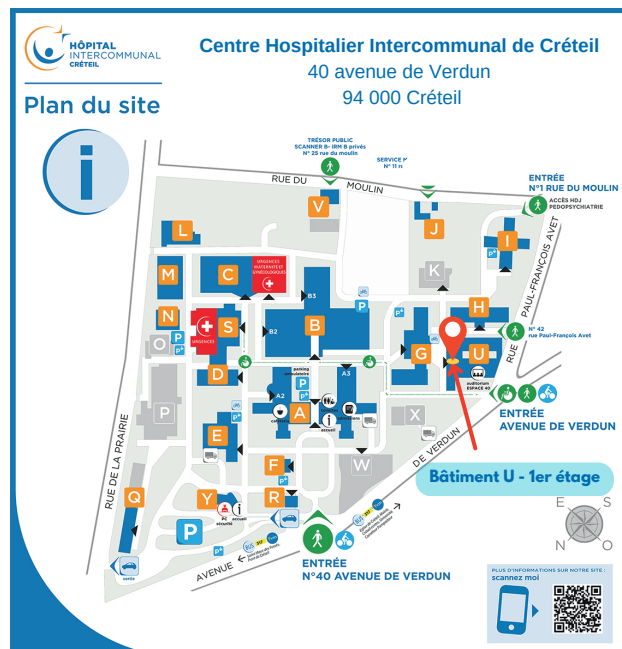 HÔPITAL
INTERCOMMUNAL
CRÉTEIL
Plan du site
Centre Hospitalier Intercommunal de Créteil
40 avenue de Verdun
94 000 Créteil
i
TRÉSOR PUBLIC
SCANNER B- IRM B privés
N° 25 rue du moulin
SERVICE
N° 11
RUE DU MOULIN
ENTRÉE
N°1 RUE DU MOULIN
ACCÈS HDJ
PEDOPSYCHIATRIE
V
L
J
I
M
C
URGENCES
MATERNITÉ ET
GYNÉCOLOGIQUES
K
B3
P
H
N
S
URGENCES
B2
B
O
P
G
U
N° 42
rue Paul-François Avet
RUE PAUL-FRANÇOIS AVET
D
parking
ambulatoire
P
A3
auditorium
ESPACE 40
P
A2
A
accueil
X
ENTRÉE
AVENUE DE VERDUN
E
W
F
Q
Y
R
PC
sécurité
accueil
P
Bâtiment U - 1er étage
RUE DE LA PRAIRIE
AVENUE DE VERDUN
BUS
BUS
sortie
ENTRÉE
N°40 AVENUE DE VERDUN
E
S
N
O
PLUS D'INFORMATIONS SUR NOTRE SITE :
scannez moi